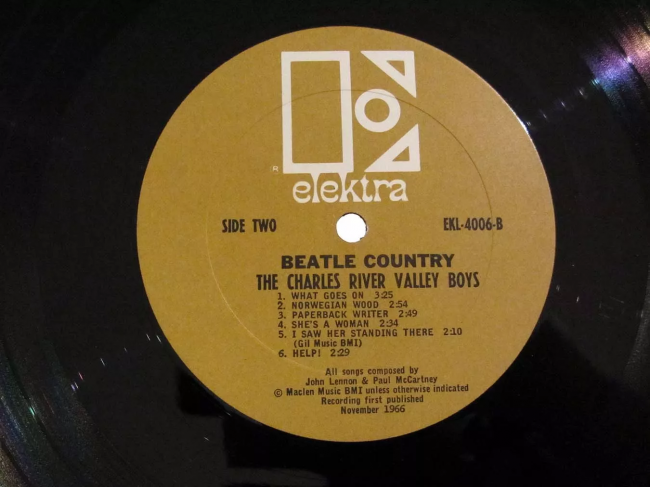 R
elektra
SIDE TWO EKL-4006-B
BEATLE COUNTRY
THE CHARLES RIVER VALLEY BOYS
1. WHAT GOES ON 3:25
2. NORWEGIAN WOOD 2:54
3. PAPERBACK WRITER 2:49
4. SHE'S A WOMAN 2:34
5. I SAW HER STANDING THERE 2:10
(Gil Music BMI)
6. HELP! 2:29
All songs composed by
John Lennon & Paul McCartney
© Maclen Music BMI unless otherwise indicated
Recording first published
November 1966